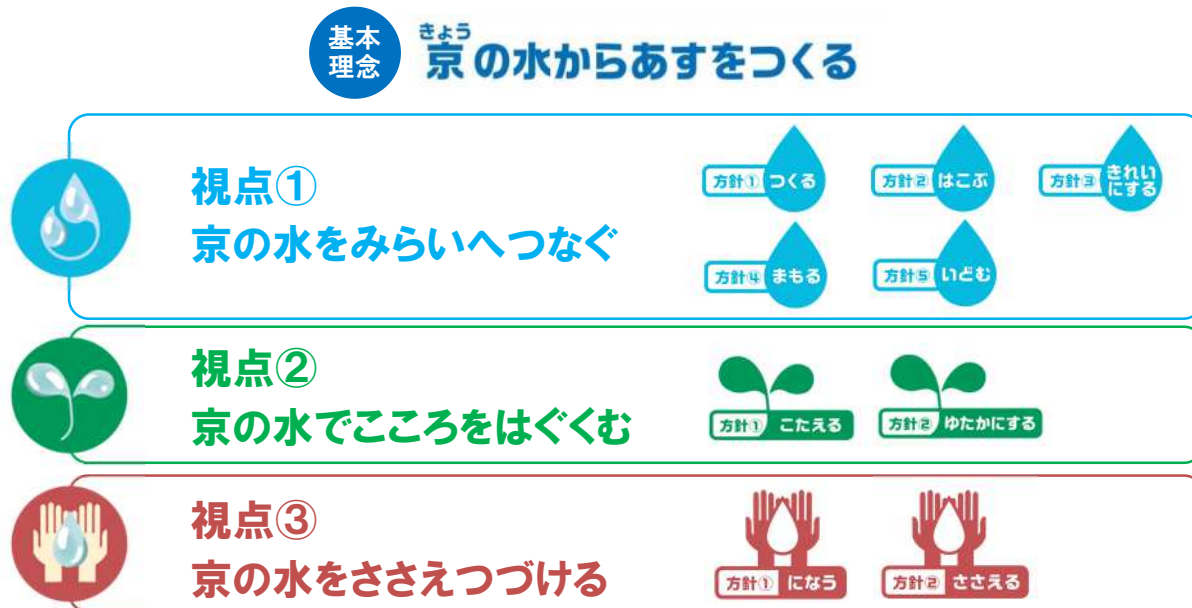 基本
理念
きょう
京の水からあすをつくる
視点①
京の水をみらいへつなぐ
方針① つくる
方針② はこぶ
方針③ きれい
にする
方針④ まもる
方針⑤ いどむ
視点②
京の水でこころをはぐくむ
方針① こたえる
方針② ゆたかにする
視点③
京の水をささえつづける
方針① になう
方針② ささえる